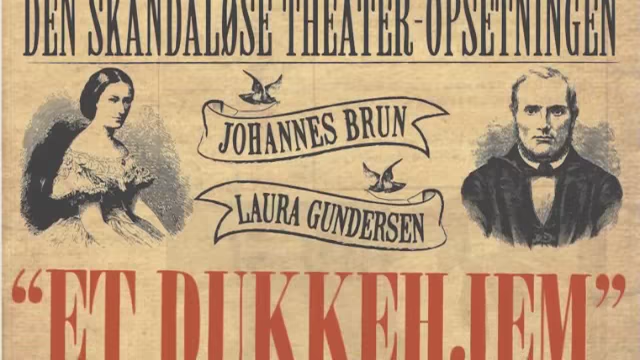 DEN SKANDALØSE THEATER-OPSETNINGEN
JOHANNES BRUN
LAURA GUNDERSEN
"ET DUKKEHJEM"